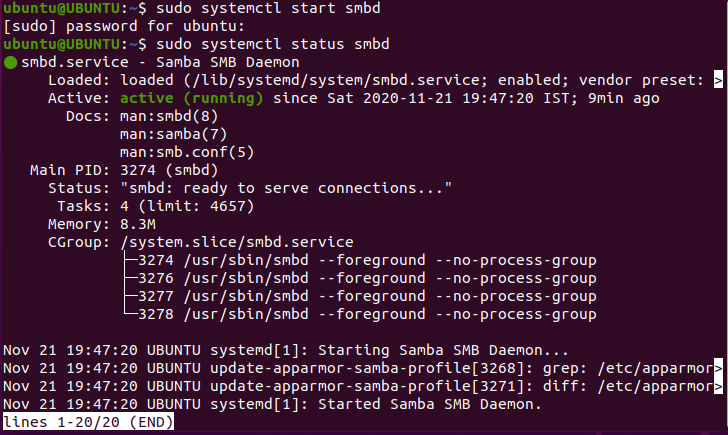 ubuntu@UBUNTU:~$ sudo systemctl start smbd
[sudo] password for ubuntu:
ubuntu@UBUNTU:~$ sudo systemctl status smbd
● smbd.service - Samba SMB Daemon
     Loaded: loaded (/lib/systemd/system/smbd.service; enabled; vendor preset: >
     Active: active (running) since Sat 2020-11-21 19:47:20 IST; 9min ago
       Docs: man:smbd(8)
             man:samba(7)
             man:smb.conf(5)
   Main PID: 3274 (smbd)
     Status: "smbd: ready to serve connections..."
      Tasks: 4 (limit: 4657)
     Memory: 8.3M
     CGroup: /system.slice/smbd.service
             ├─3274 /usr/sbin/smbd --foreground --no-process-group
             ├─3276 /usr/sbin/smbd --foreground --no-process-group
             ├─3277 /usr/sbin/smbd --foreground --no-process-group
             └─3278 /usr/sbin/smbd --foreground --no-process-group

Nov 21 19:47:20 UBUNTU systemd[1]: Starting Samba SMB Daemon...
Nov 21 19:47:20 UBUNTU update-apparmor-samba-profile[3268]: grep: /etc/apparmor>
Nov 21 19:47:20 UBUNTU update-apparmor-samba-profile[3271]: diff: /etc/apparmor>
Nov 21 19:47:20 UBUNTU systemd[1]: Started Samba SMB Daemon.
lines 1-20/20 (END)